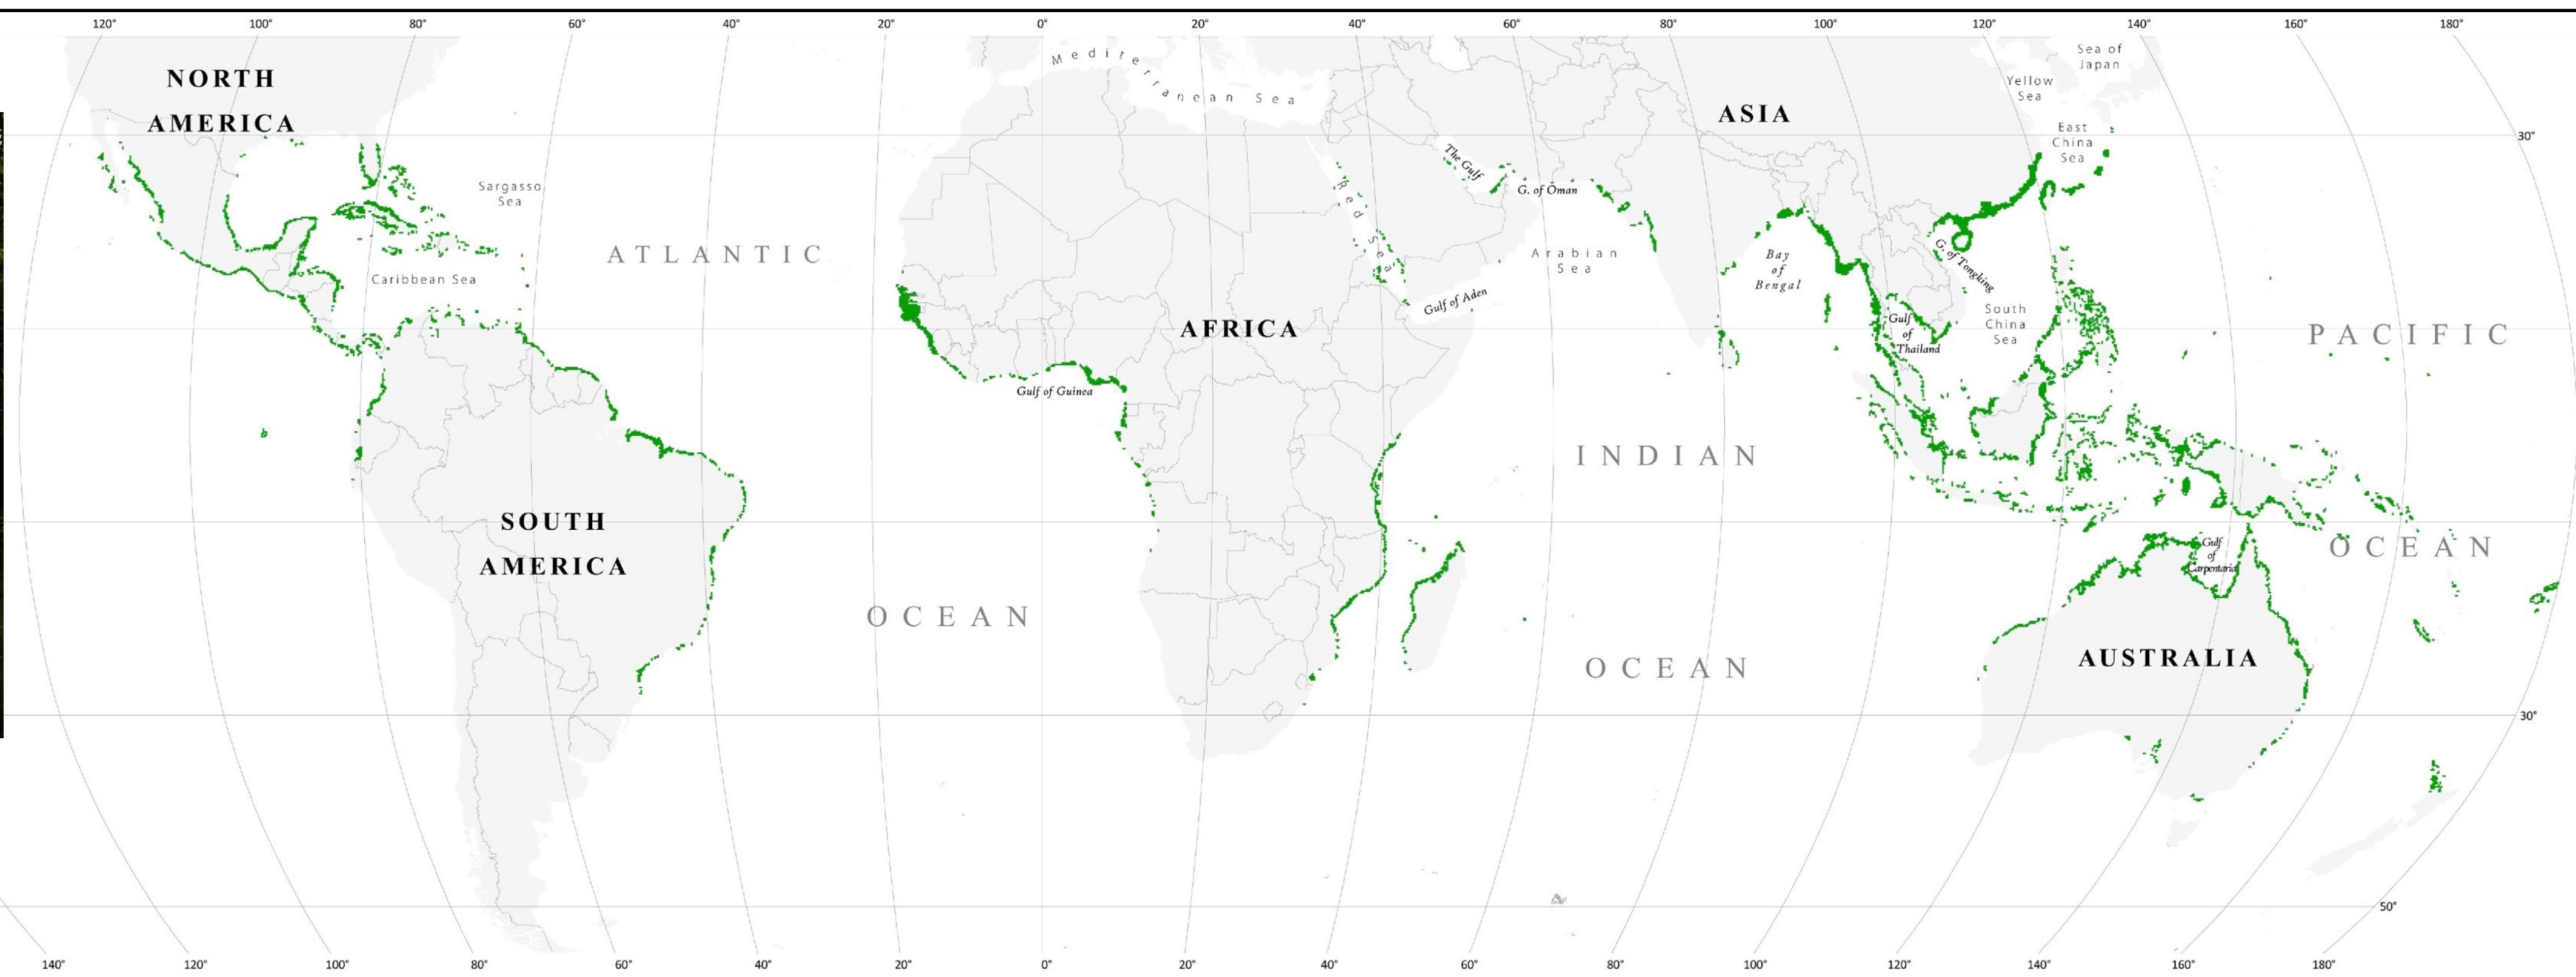 120° 100° 80° 60° 40° 20° 0° 20° 40° 60° 80° 100° 120° 140° 160° 180°
NORTH
AMERICA
Mediterranean Sea
ASIA
Sea of
Japan
Yellow
Sea
East
China
Sea
30°
The Gulf
G. of Oman
Red Sea
Sargasso
Sea
ATLANTIC
Caribbean Sea
Arabian
Sea
Bay
of
Bengal
G. of Tongking
Gulf of Aden
South
China
Sea
Gulf
of
Thailand
AFRICA
PACIFIC
Gulf of Guinea
INDIAN
SOUTH
AMERICA
OCEAN
Gulf
of
Carpentaria
OCEAN
OCEAN
AUSTRALIA
30°
50°
140° 120° 100° 80° 60° 40° 20° 0° 20° 40° 60° 80° 100° 120° 140° 160° 180°